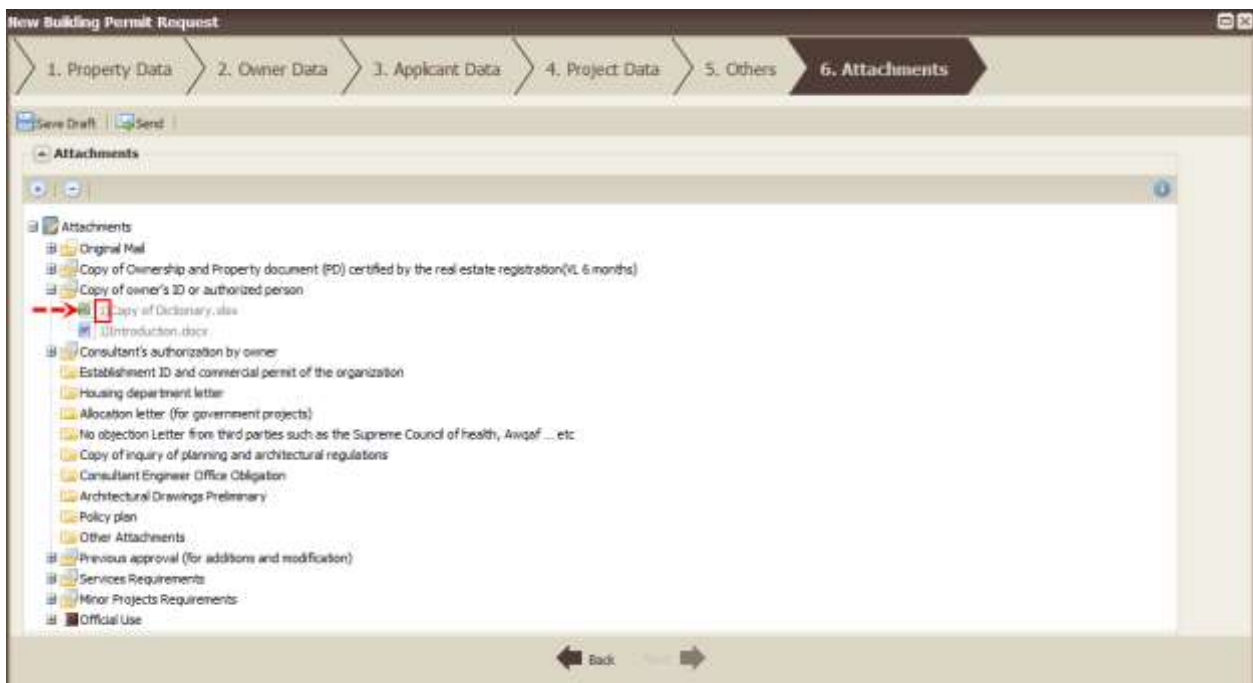 New Building Permit Request
1. Property Data 2. Owner Data 3. Applicant Data 4. Project Data 5. Others 6. Attachments
Save Draft Send
Attachments
Attachments
Original Mail
Copy of Ownership and Property document (PD) certified by the real estate registration(VL 6 months)
Copy of owner's ID or authorized person
Copy of Dictionary.xlsx
Introduction.docx
Consultant's authorization by owner
Establishment ID and commercial permit of the organization
Housing department letter
Allocation letter (for government projects)
No objection Letter from third parties such as the Supreme Council of health, Awqaf ... etc
Copy of inquiry of planning and architectural regulations
Consultant Engineer Office Obligation
Architectural Drawings Preliminary
Policy plan
Other Attachments
Previous approval (for additions and modification)
Services Requirements
Minor Projects Requirements
Official Use
Back Next